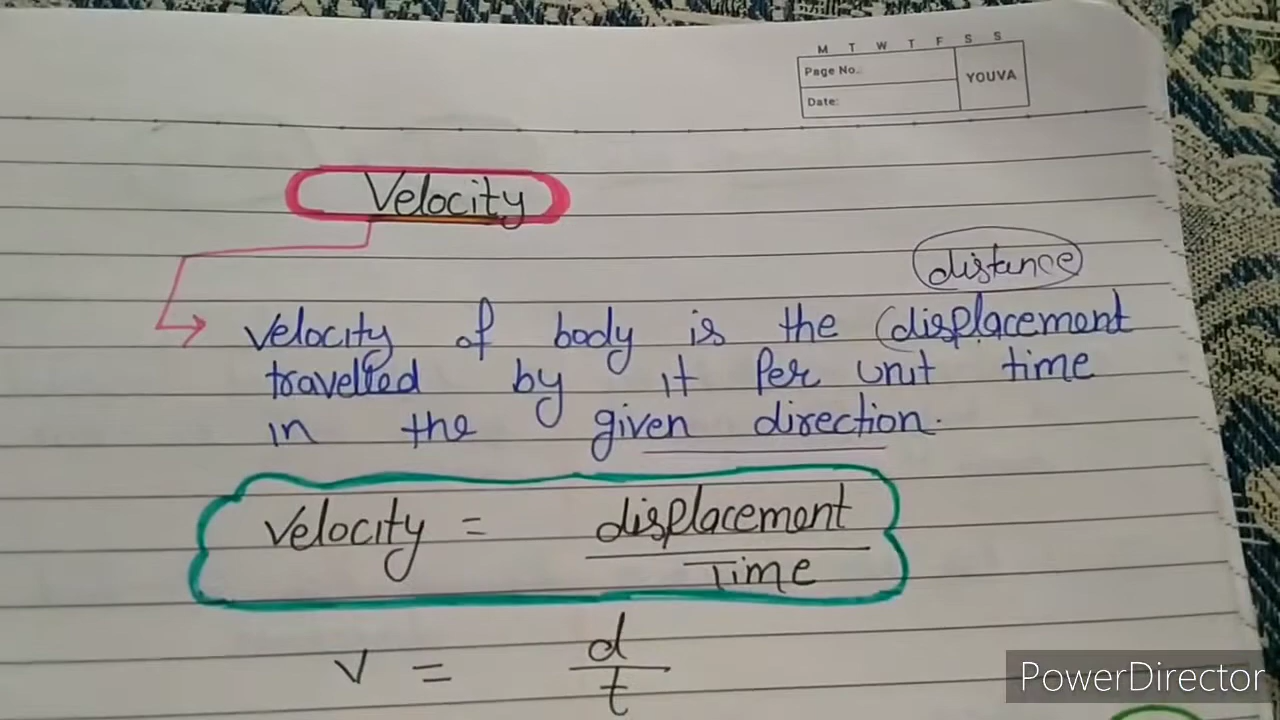 M T W T F S S
Page No.:
YOUVA
Date:
Velocity
distance
Velocity of body is the (displacement
travelled by it Per unit time
in the given direction.
Velocity = displacement
Time
v = d
t
PowerDirector